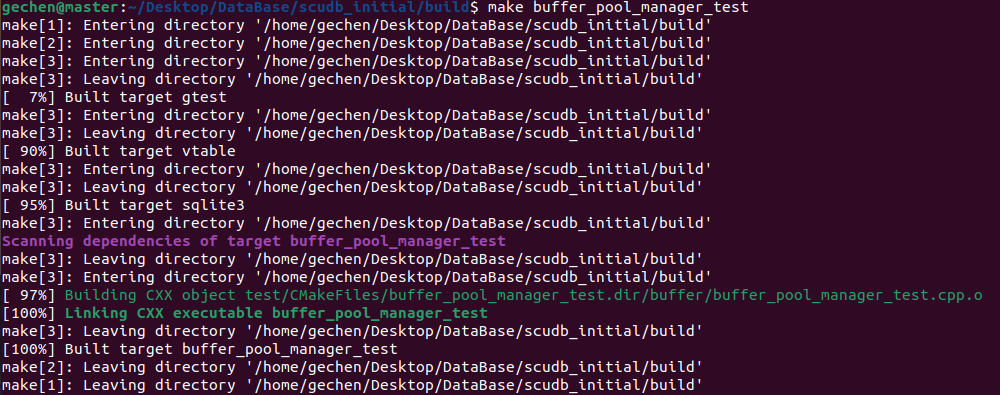 gechen@master:~/Desktop/DataBase/scudb_initial/build$ make buffer_pool_manager_test
make[1]: Entering directory '/home/gechen/Desktop/DataBase/scudb_initial/build'
make[2]: Entering directory '/home/gechen/Desktop/DataBase/scudb_initial/build'
make[3]: Entering directory '/home/gechen/Desktop/DataBase/scudb_initial/build'
make[3]: Leaving directory '/home/gechen/Desktop/DataBase/scudb_initial/build'
[  7%] Built target gtest
make[3]: Entering directory '/home/gechen/Desktop/DataBase/scudb_initial/build'
make[3]: Leaving directory '/home/gechen/Desktop/DataBase/scudb_initial/build'
[ 90%] Built target vtable
make[3]: Entering directory '/home/gechen/Desktop/DataBase/scudb_initial/build'
make[3]: Leaving directory '/home/gechen/Desktop/DataBase/scudb_initial/build'
[ 95%] Built target sqlite3
make[3]: Entering directory '/home/gechen/Desktop/DataBase/scudb_initial/build'
Scanning dependencies of target buffer_pool_manager_test
make[3]: Leaving directory '/home/gechen/Desktop/DataBase/scudb_initial/build'
make[3]: Entering directory '/home/gechen/Desktop/DataBase/scudb_initial/build'
[ 97%] Building CXX object test/CMakeFiles/buffer_pool_manager_test.dir/buffer/buffer_pool_manager_test.cpp.o
[100%] Linking CXX executable buffer_pool_manager_test
make[3]: Leaving directory '/home/gechen/Desktop/DataBase/scudb_initial/build'
[100%] Built target buffer_pool_manager_test
make[2]: Leaving directory '/home/gechen/Desktop/DataBase/scudb_initial/build'
make[1]: Leaving directory '/home/gechen/Desktop/DataBase/scudb_initial/build'